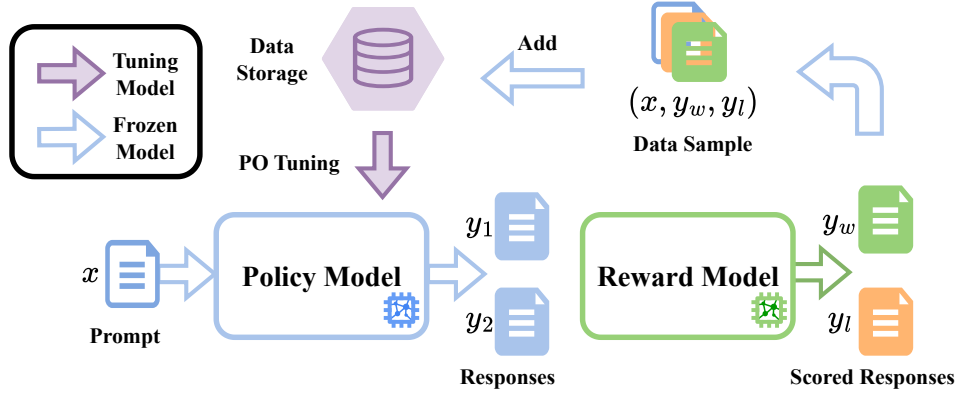 Tuning
Model
Frozen
Model
Data
Storage
Add
(x, y_w, y_l)
Data Sample
PO Tuning
x
Prompt
Policy Model
y_1
y_2
Responses
Reward Model
y_w
y_l
Scored Responses